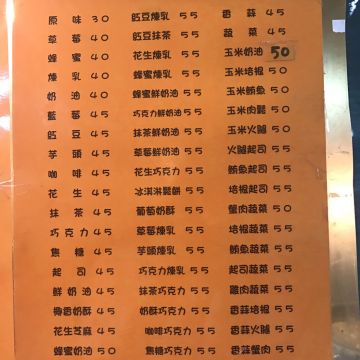 原味 30
草莓 40
蜂蜜 40
煉乳 40
奶油 40
藍莓 45
紅豆 45
芋頭 45
咖啡 45
花生 45
抹茶 45
巧克力 45
焦糖 45
起司 45
鮮奶油 45
香奶酥 45
花生芝麻 45
蜂蜜奶油 50
紅豆煉乳 55
紅豆抹茶 55
花生煉乳 55
蜂蜜煉乳 55
蜂蜜鮮奶油 55
巧克力鮮奶油 55
抹茶鮮奶油 55
草莓鮮奶油 55
花生巧克力 55
冰淇淋鬆餅 55
葡萄奶酥 55
草莓煉乳 55
芋頭煉乳 55
巧克力煉乳 55
抹茶巧克力 55
奶酥巧克力 55
咖啡巧克力 55
焦糖巧克力 55
香蒜 45
蔬菜 45
玉米奶油 50
玉米培根 50
玉米鮪魚 50
玉米肉鬆 50
玉米火腿 50
火腿起司 55
鮪魚起司 55
培根起司 55
蟹肉蔬菜 50
培根蔬菜 55
鮪魚蔬菜 55
起司蔬菜 55
雞肉蔬菜 55
香蒜培根 55
香蒜火腿 55
香蒜蟹肉 55